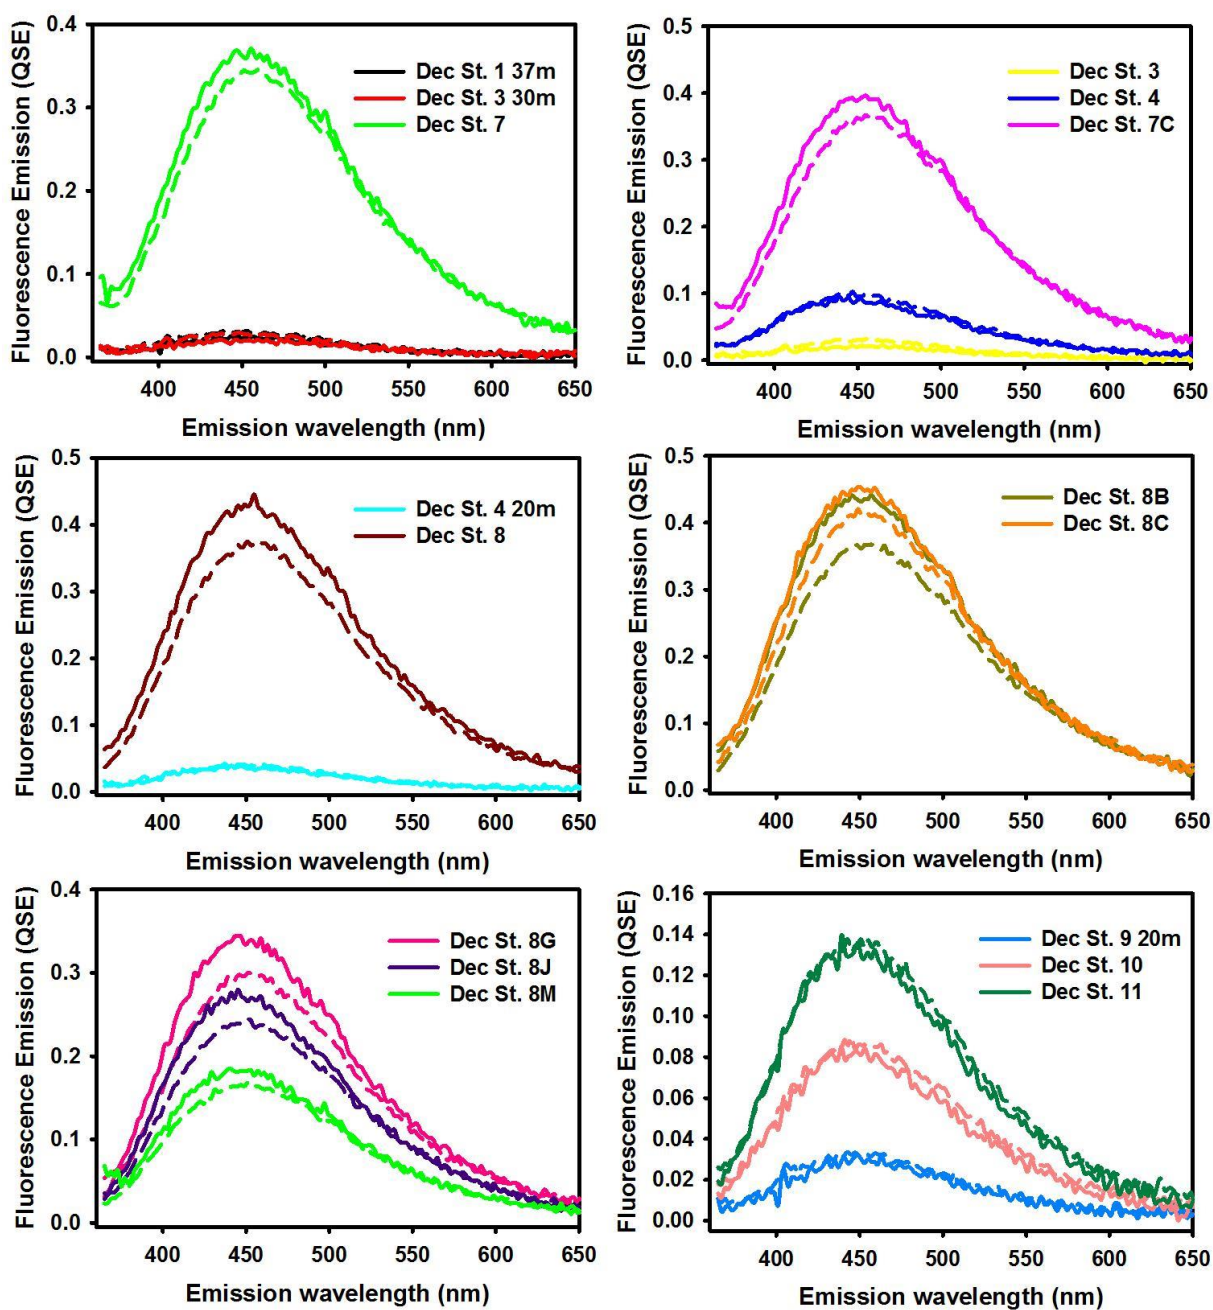 Fluorescence Emission (QSE)
0.4
0.3
0.2
0.1
0.0
Dec St. 1 37m
Dec St. 3 30m
Dec St. 7
400 450 500 550 600 650
Emission wavelength (nm)
Fluorescence Emission (QSE)
0.5
0.4
0.3
0.2
0.1
0.0
Dec St. 3
Dec St. 4
Dec St. 7C
400 450 500 550 600 650
Emission wavelength (nm)
Fluorescence Emission (QSE)
0.5
0.4
0.3
0.2
0.1
0.0
Dec St. 4 20m
Dec St. 8
400 450 500 550 600 650
Emission wavelength (nm)
Fluorescence Emission (QSE)
0.5
0.4
0.3
0.2
0.1
0.0
Dec St. 8B
Dec St. 8C
400 450 500 550 600 650
Emission wavelength (nm)
Fluorescence Emission (QSE)
0.4
0.3
0.2
0.1
0.0
Dec St. 8G
Dec St. 8J
Dec St. 8M
400 450 500 550 600 650
Emission wavelength (nm)
Fluorescence Emission (QSE)
0.16
0.14
0.12
0.10
0.08
0.06
0.04
0.02
0.00
Dec St. 9 20m
Dec St. 10
Dec St. 11
400 450 500 550 600 650
Emission wavelength (nm)